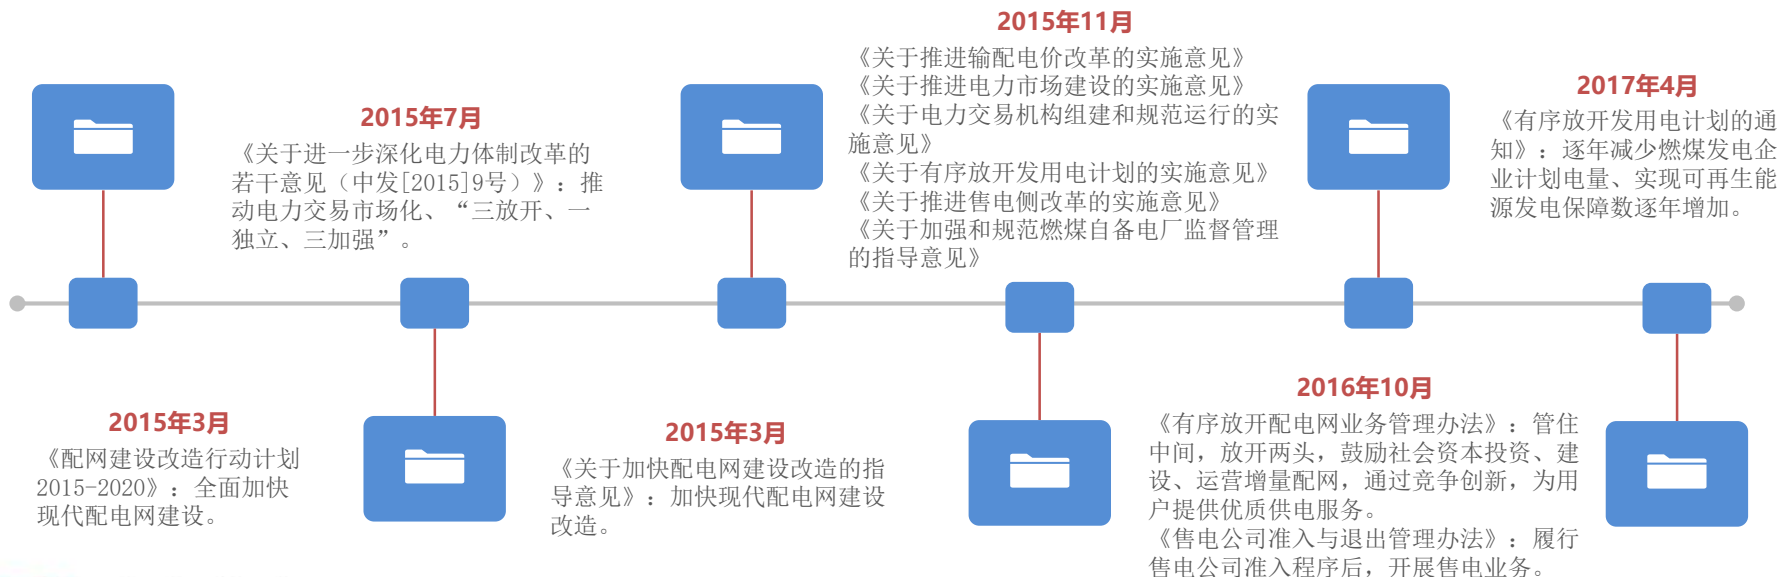 2015年3月
《配网建设改造行动计划
2015-2020》：全面加快
现代配电网建设。
2015年7月
《关于进一步深化电力体制改革的
若干意见（中发[2015]9号）》：推
动电力交易市场化、“三放开、一
独立、三加强”。
2015年3月
《关于加快配电网建设改造的指
导意见》：加快现代配电网建设
改造。
2015年11月
《关于推进输配电价改革的实施意见》
《关于推进电力市场建设的实施意见》
《关于电力交易机构组建和规范运行的实
施意见》
《关于有序放开发用电计划的实施意见》
《关于推进售电侧改革的实施意见》
《关于加强和规范燃煤自备电厂监督管理
的指导意见》
2016年10月
《有序放开配电网业务管理办法》：管住
中间，放开两头，鼓励社会资本投资、建
设、运营增量配网，通过竞争创新，为用
户提供优质供电服务。
《售电公司准入与退出管理办法》：履行
售电公司准入程序后，开展售电业务。
2017年4月
《有序放开发用电计划的通
知》：逐年减少燃煤发电企
业计划电量、实现可再生能
源发电保障数逐年增加。